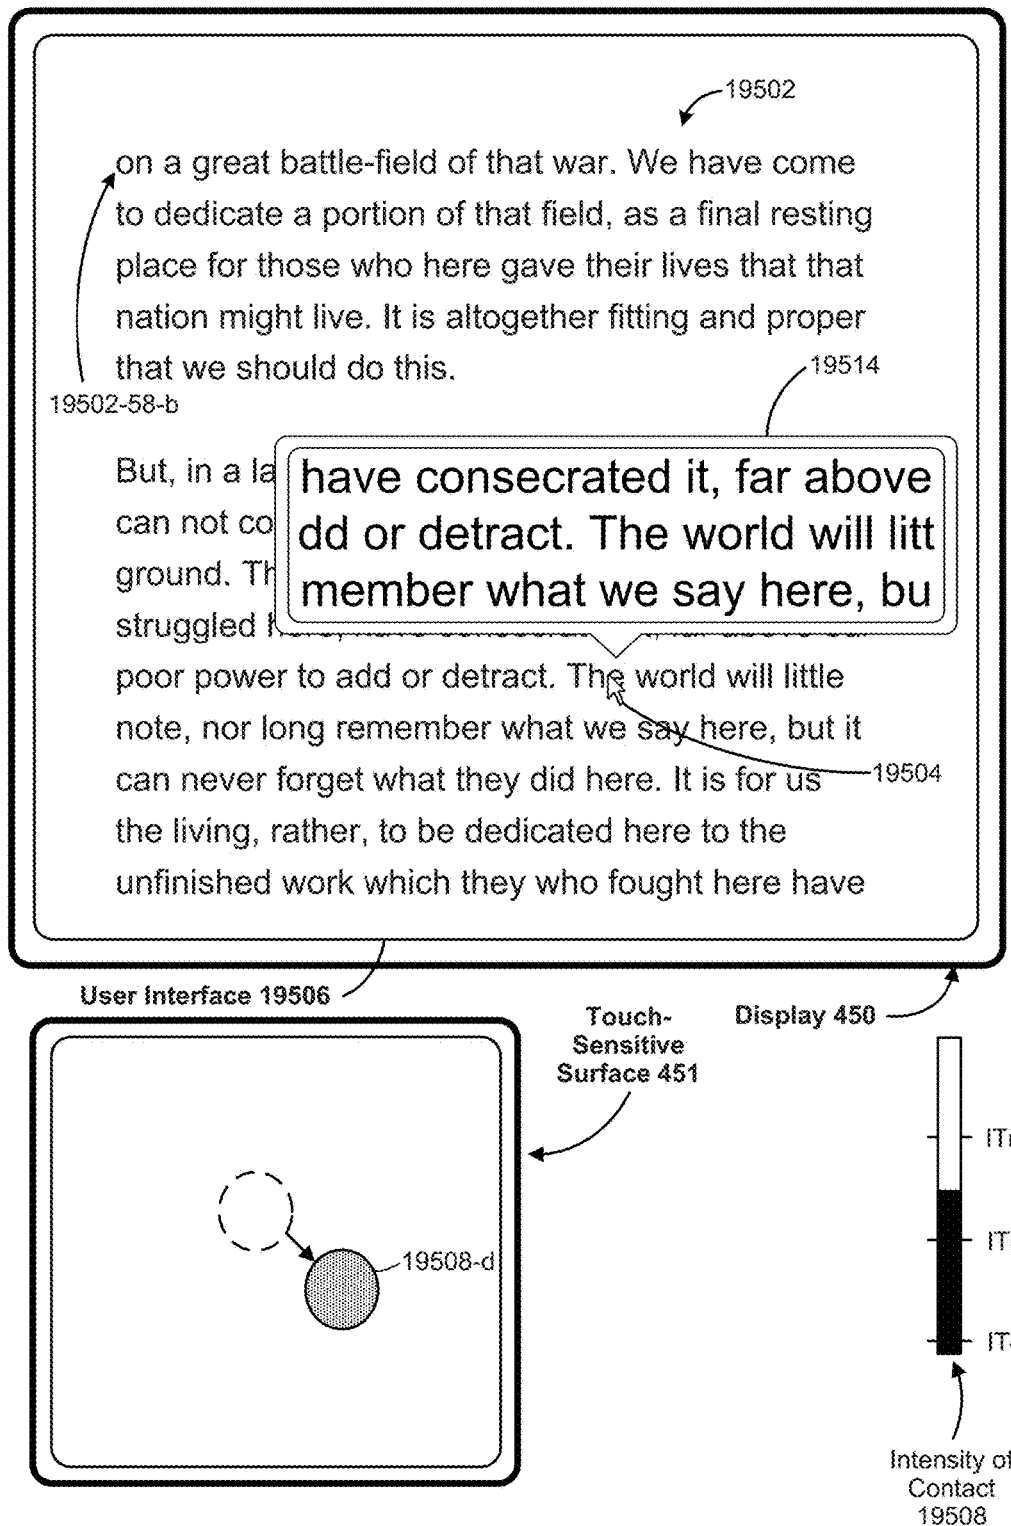 19502
on a great battle-field of that war. We have come
to dedicate a portion of that field, as a final resting
place for those who here gave their lives that that
nation might live. It is altogether fitting and proper
that we should do this.
19514
19502-58-b
But, in a la
have consecrated it, far above
can not co
dd or detract. The world will litt
ground. Th
member what we say here, bu
struggled
poor power to add or detract. The world will little
note, nor long remember what we say here, but it
19504
can never forget what they did here. It is for us
the living, rather, to be dedicated here to the
unfinished work which they who fought here have
User Interface 19506
Display 450
Touch-
Sensitive
Surface 451
19508-d
Intensity of
Contact
19508